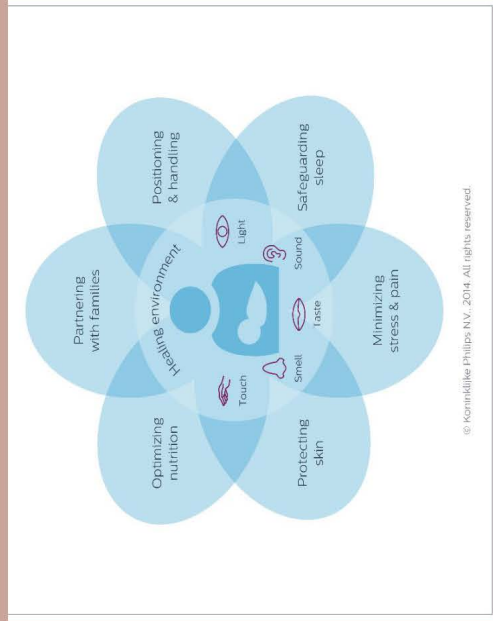 Partnering
with families
Positioning
& handling
Safeguarding
sleep
Minimizing
stress & pain
Protecting
skin
Optimizing
nutrition
Healing environment
Touch
Light
Sound
Taste
Smell
© Koninklijke Philips N.V., 2014. All rights reserved.